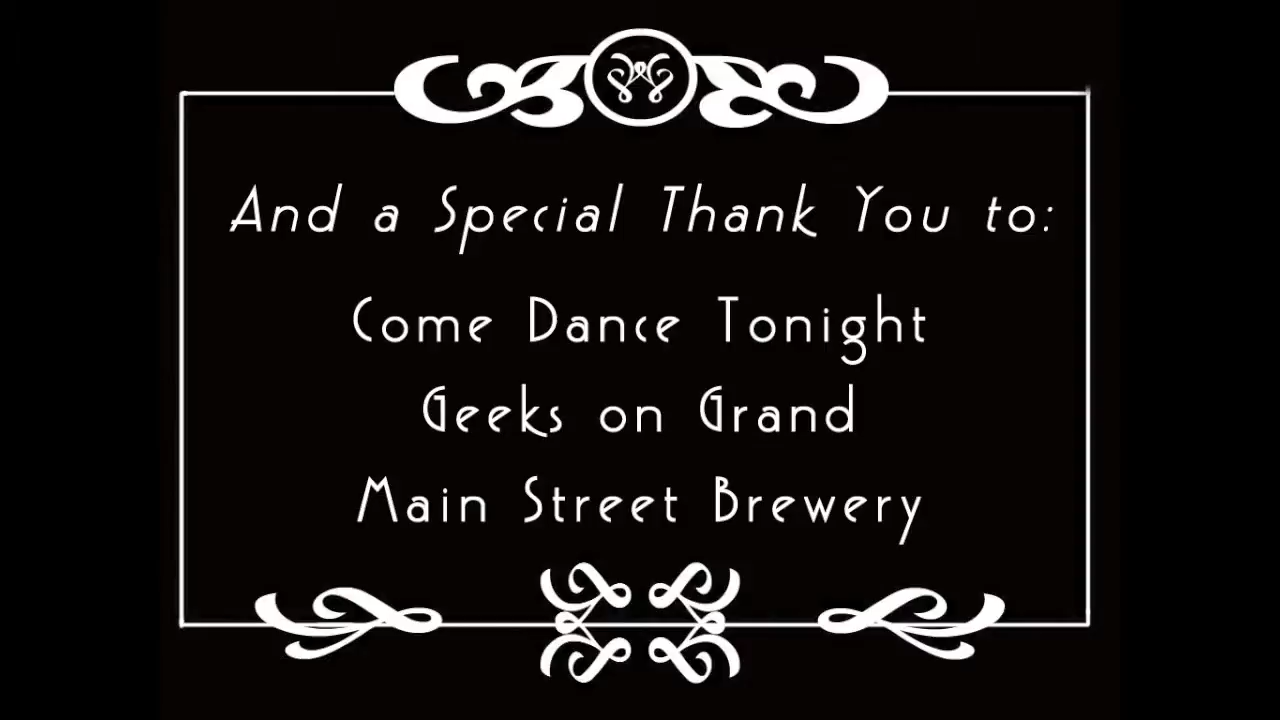 And a Special Thank You to:
Come Dance Tonight
Geeks on Grand
Main Street Brewery